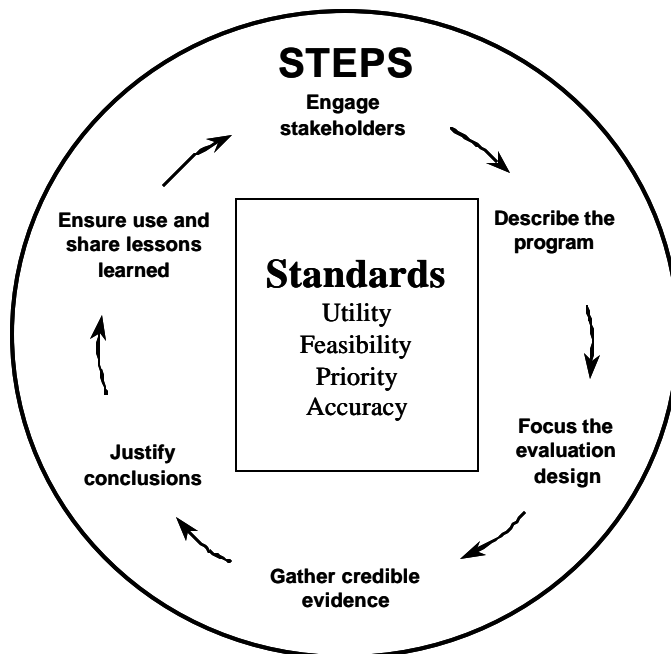 STEPS
Engage
stakeholders
Describe the
program
Focus the
evaluation
design
Gather credible
evidence
Justify
conclusions
Ensure use and
share lessons
learned
Standards
Utility
Feasibility
Priority
Accuracy